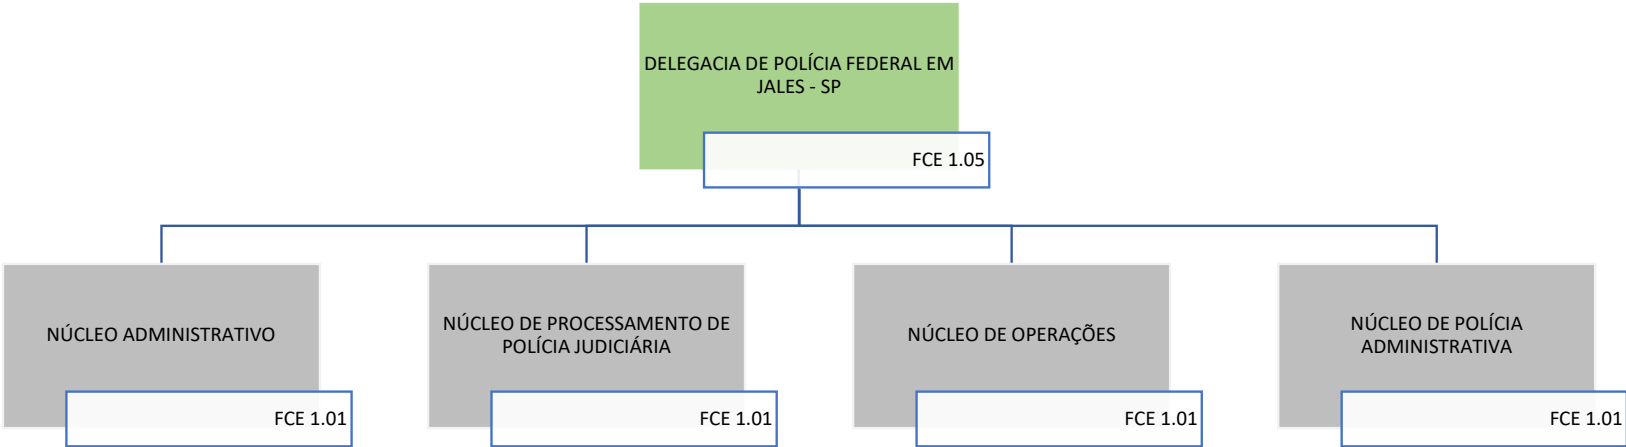 DELEGACIA DE POLÍCIA FEDERAL EM
JALES - SP
FCE 1.05
NÚCLEO ADMINISTRATIVO
FCE 1.01
NÚCLEO DE PROCESSAMENTO DE
POLÍCIA JUDICIÁRIA
FCE 1.01
NÚCLEO DE OPERAÇÕES
FCE 1.01
NÚCLEO DE POLÍCIA
ADMINISTRATIVA
FCE 1.01